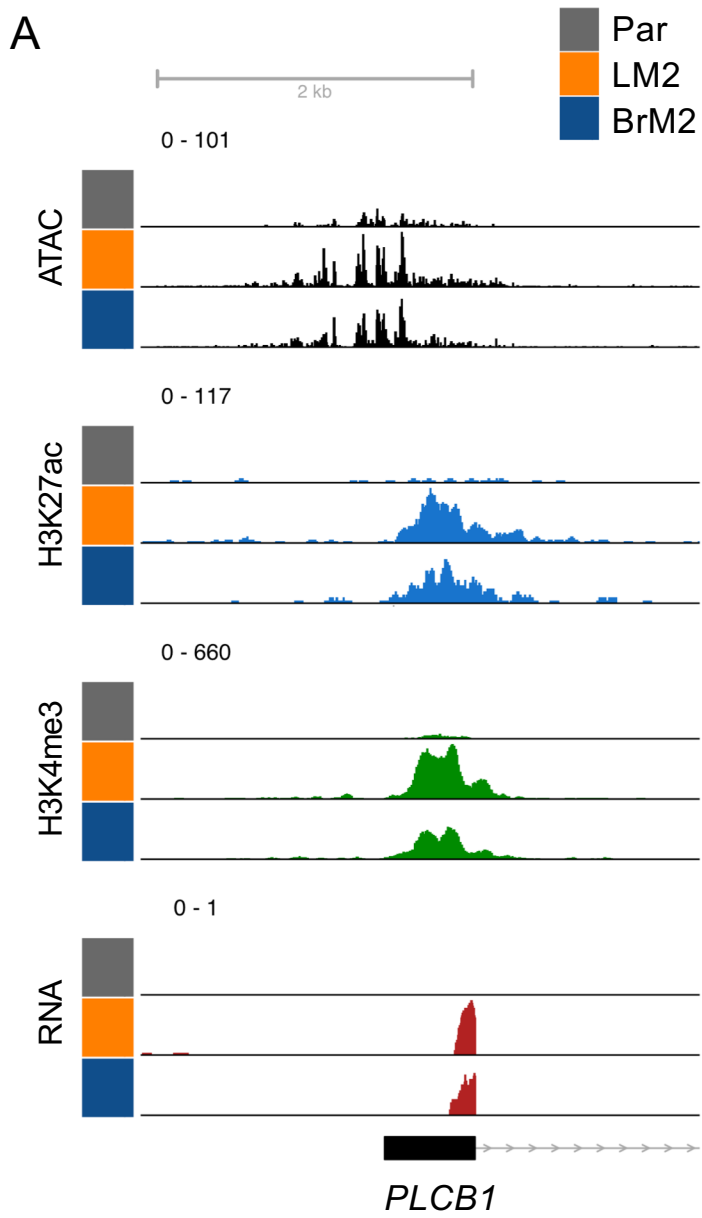 A
Par
LM2
BrM2
2 kb
0 - 101
ATAC
0 - 117
H3K27ac
0 - 660
H3K4me3
0 - 1
RNA
PLCB1